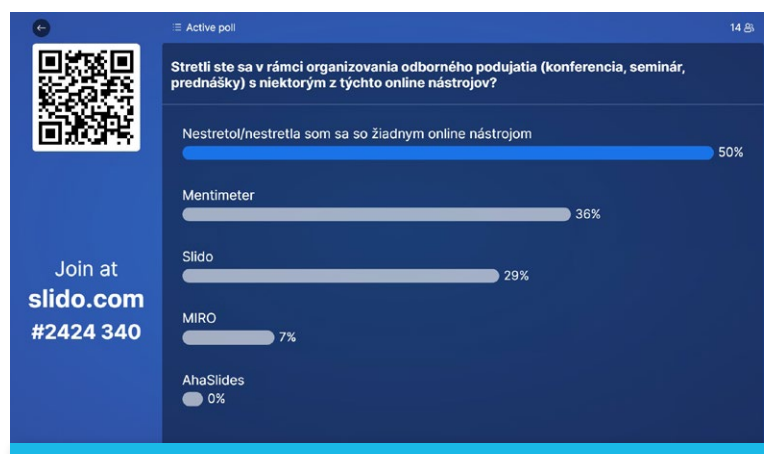 Active poll
14
Stretli ste sa v rámci organizovania odborného podujatia (konferencia, seminár,
prednášky) s niektorým z týchto online nástrojov?
Nestretol/nestretla som sa so žiadnym online nástrojom
50%
Mentimeter
36%
Slido
29%
MIRO
7%
AhaSlides
0%
Join at
slido.com
#2424 340